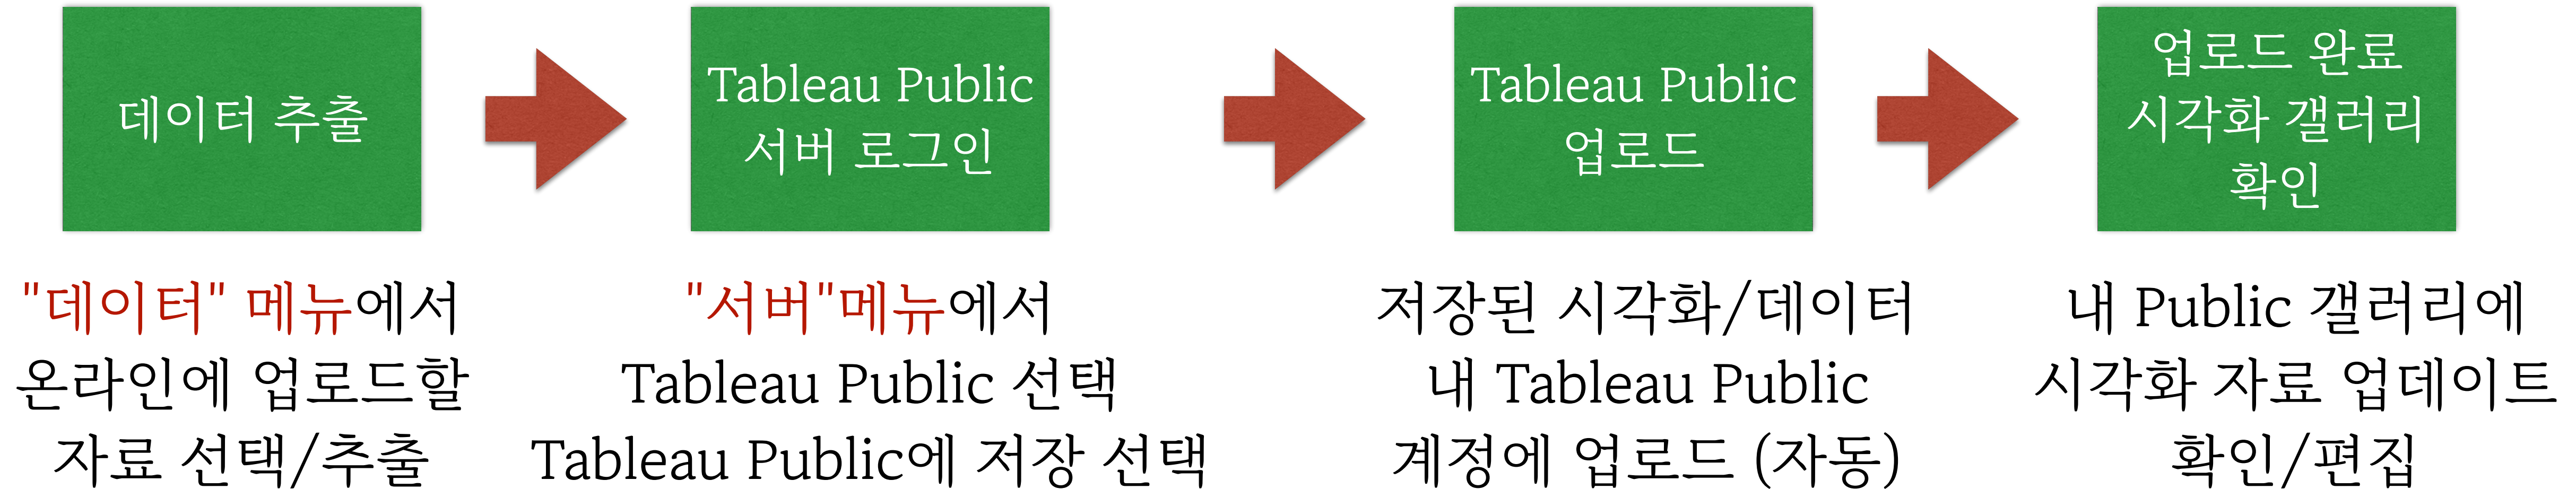 데이터 추출
Tableau Public
서버 로그인
Tableau Public
업로드
업로드 완료
시각화 갤러리
확인
"데이터" 메뉴에서
온라인에 업로드할
자료 선택/추출
"서버"메뉴에서
Tableau Public 선택
Tableau Public에 저장 선택
저장된 시각화/데이터
내 Tableau Public
계정에 업로드 (자동)
내 Public 갤러리에
시각화 자료 업데이트
확인/편집